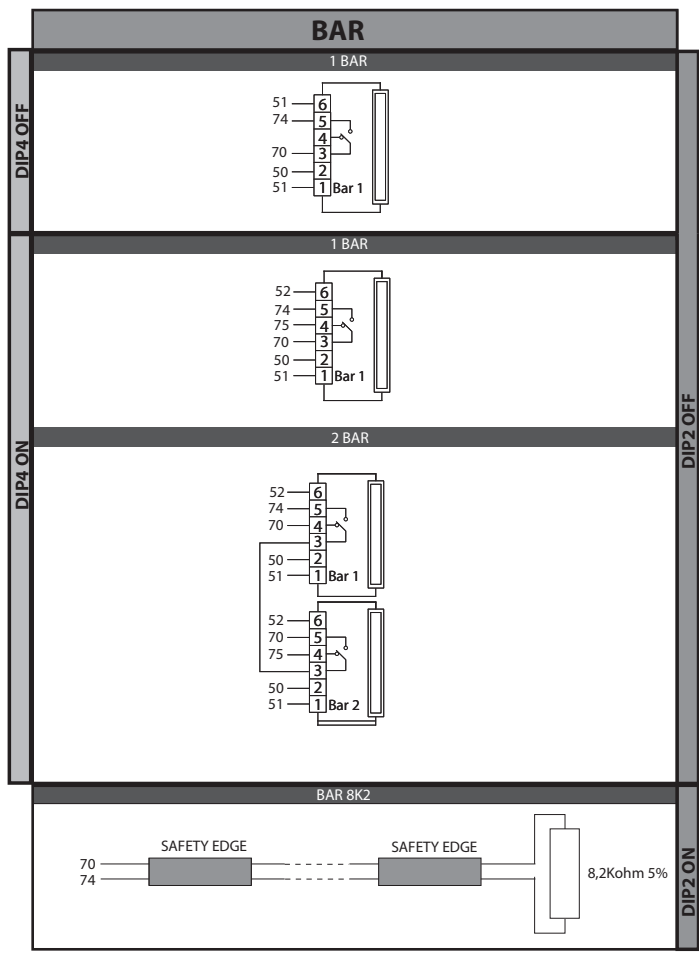 BAR
DIP4 OFF
DIP2 OFF
1 BAR
51 6
74 5
4
70 3
50 2
51 1 Bar 1
DIP4 ON
1 BAR
52 6
74 5
75 4
70 3
50 2
51 1 Bar 1
2 BAR
52 6
74 5
70 4
3
50 2
51 1 Bar 1
52 6
70 5
75 4
3
50 2
51 1 Bar 2
DIP2 ON
BAR 8K2
SAFETY EDGE
SAFETY EDGE
70
74
8,2Kohm 5%